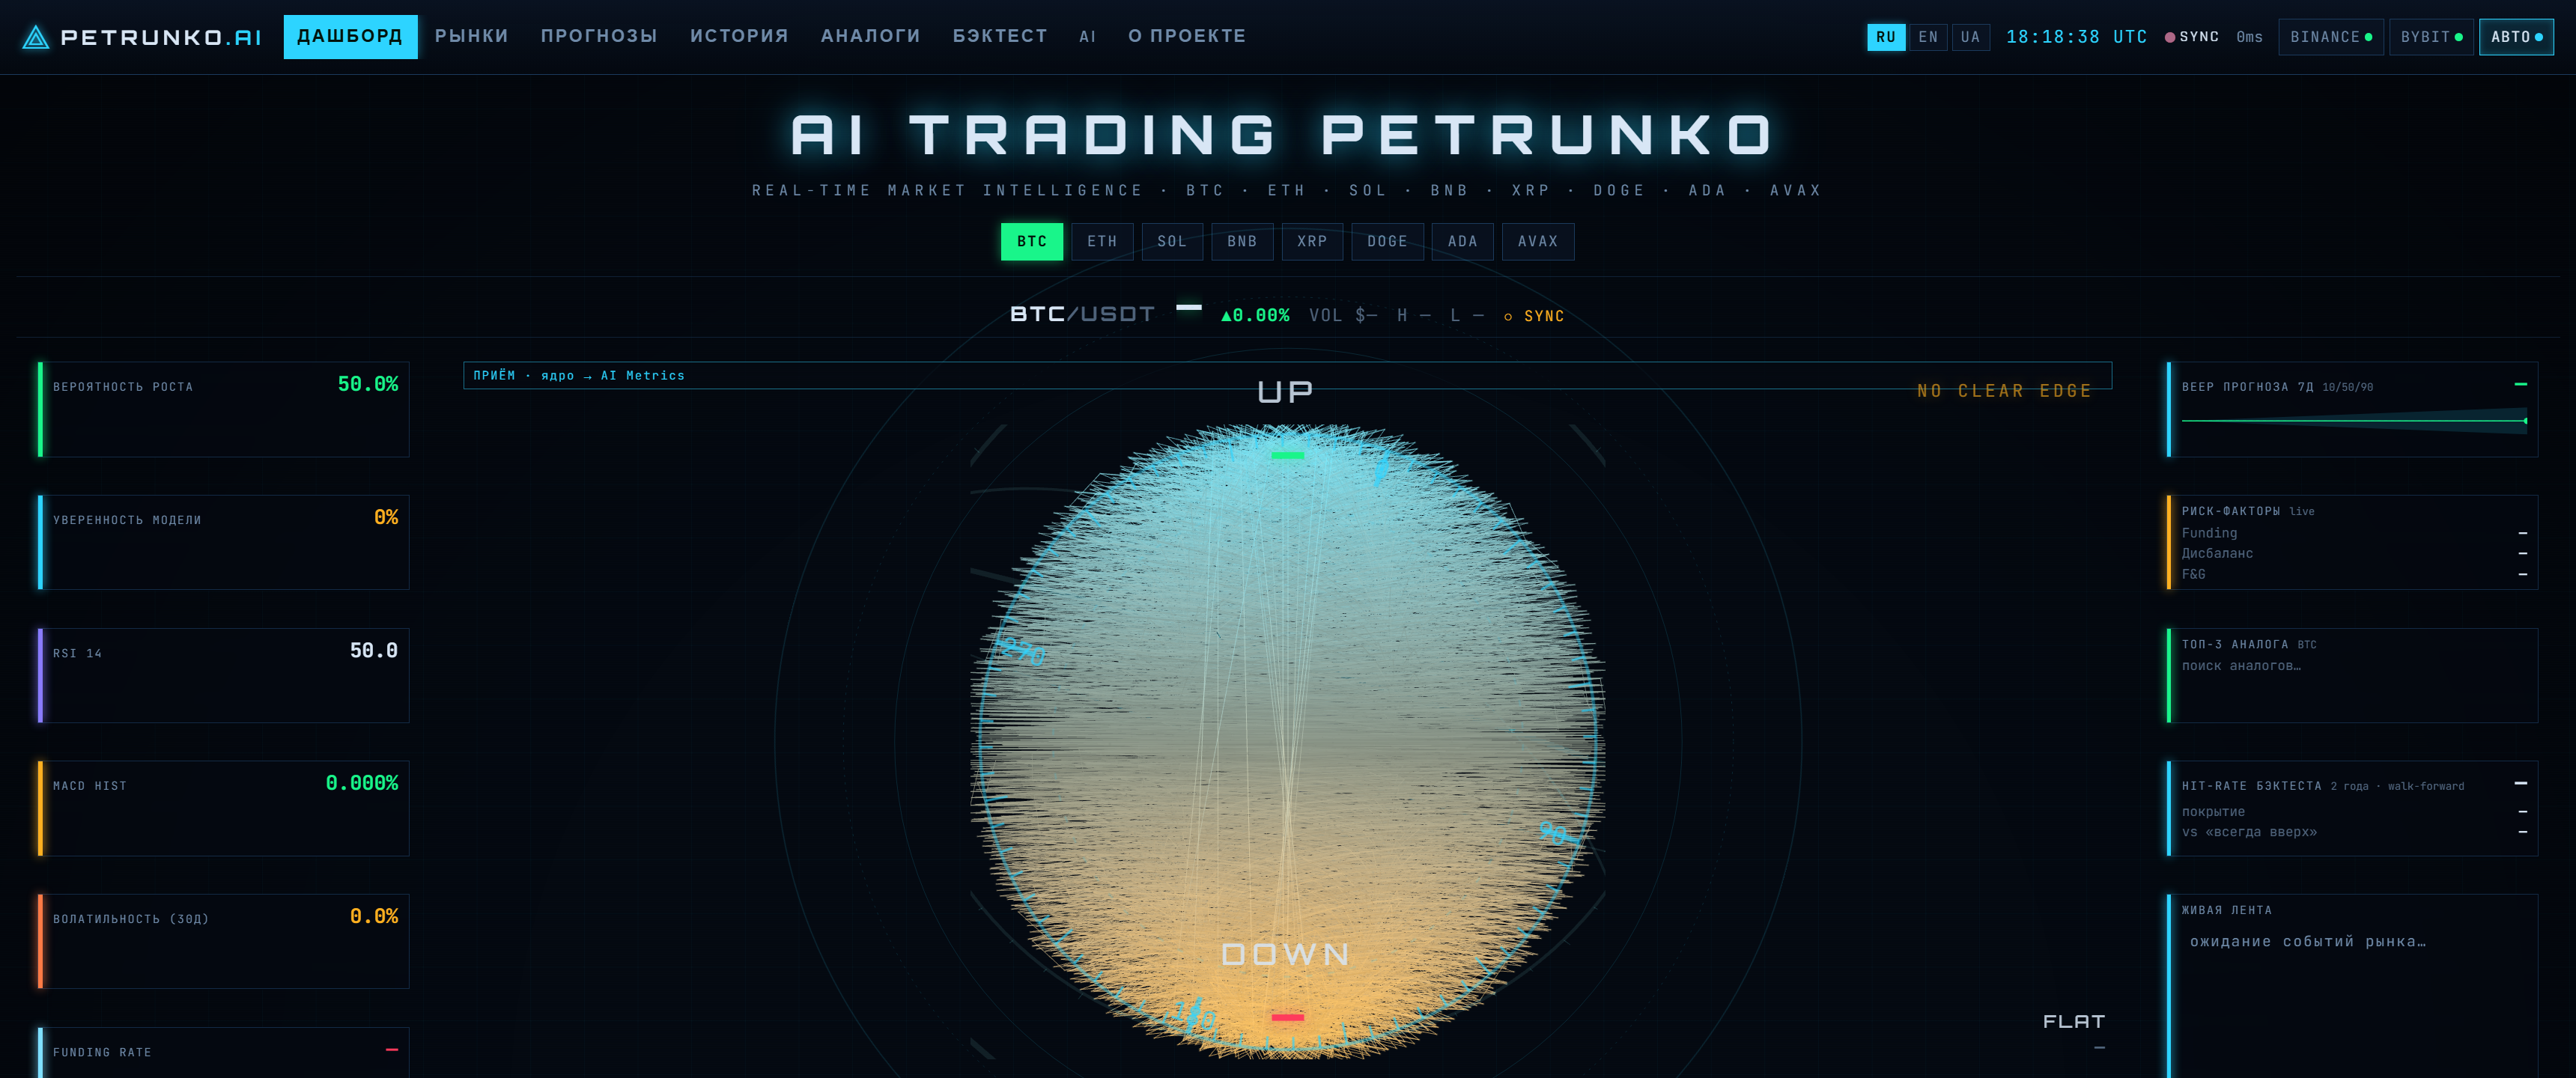 PETRUNKO.AI ДАШБОРД РЫНКИ ПРОГНОЗЫ ИСТОРИЯ АНАЛОГИ БЭКТЕСТ AI О ПРОЕКТЕ RU EN UA 18:18:38 UTC SYNC 0ms BINANCE BYBIT АВТО
AI TRADING PETRUNKO
REAL-TIME MARKET INTELLIGENCE · BTC · ETH · SOL · BNB · XRP · DOGE · ADA · AVAX
BTC ETH SOL BNB XRP DOGE ADA AVAX
BTC/USDT — ▲0.00% VOL $— H — L — ○ SYNC
ВЕРОЯТНОСТЬ РОСТА 50.0%
УВЕРЕННОСТЬ МОДЕЛИ 0%
RSI 14 50.0
MACD HIST 0.000%
ВОЛАТИЛЬНОСТЬ (30Д) 0.0%
FUNDING RATE —
ПРИЁМ · ядро → AI Metrics
UP
NO CLEAR EDGE
270
90
180
DOWN
FLAT
—
ВЕЕР ПРОГНОЗА 7Д 10/50/90 —
РИСК-ФАКТОРЫ live
Funding —
Дисбаланс —
F&G —
ТОП-3 АНАЛОГА BTC
поиск аналогов…
HIT-RATE БЭКТЕСТА 2 года · walk-forward —
покрытие —
vs «всегда вверх» —
ЖИВАЯ ЛЕНТА
ожидание событий рынка…